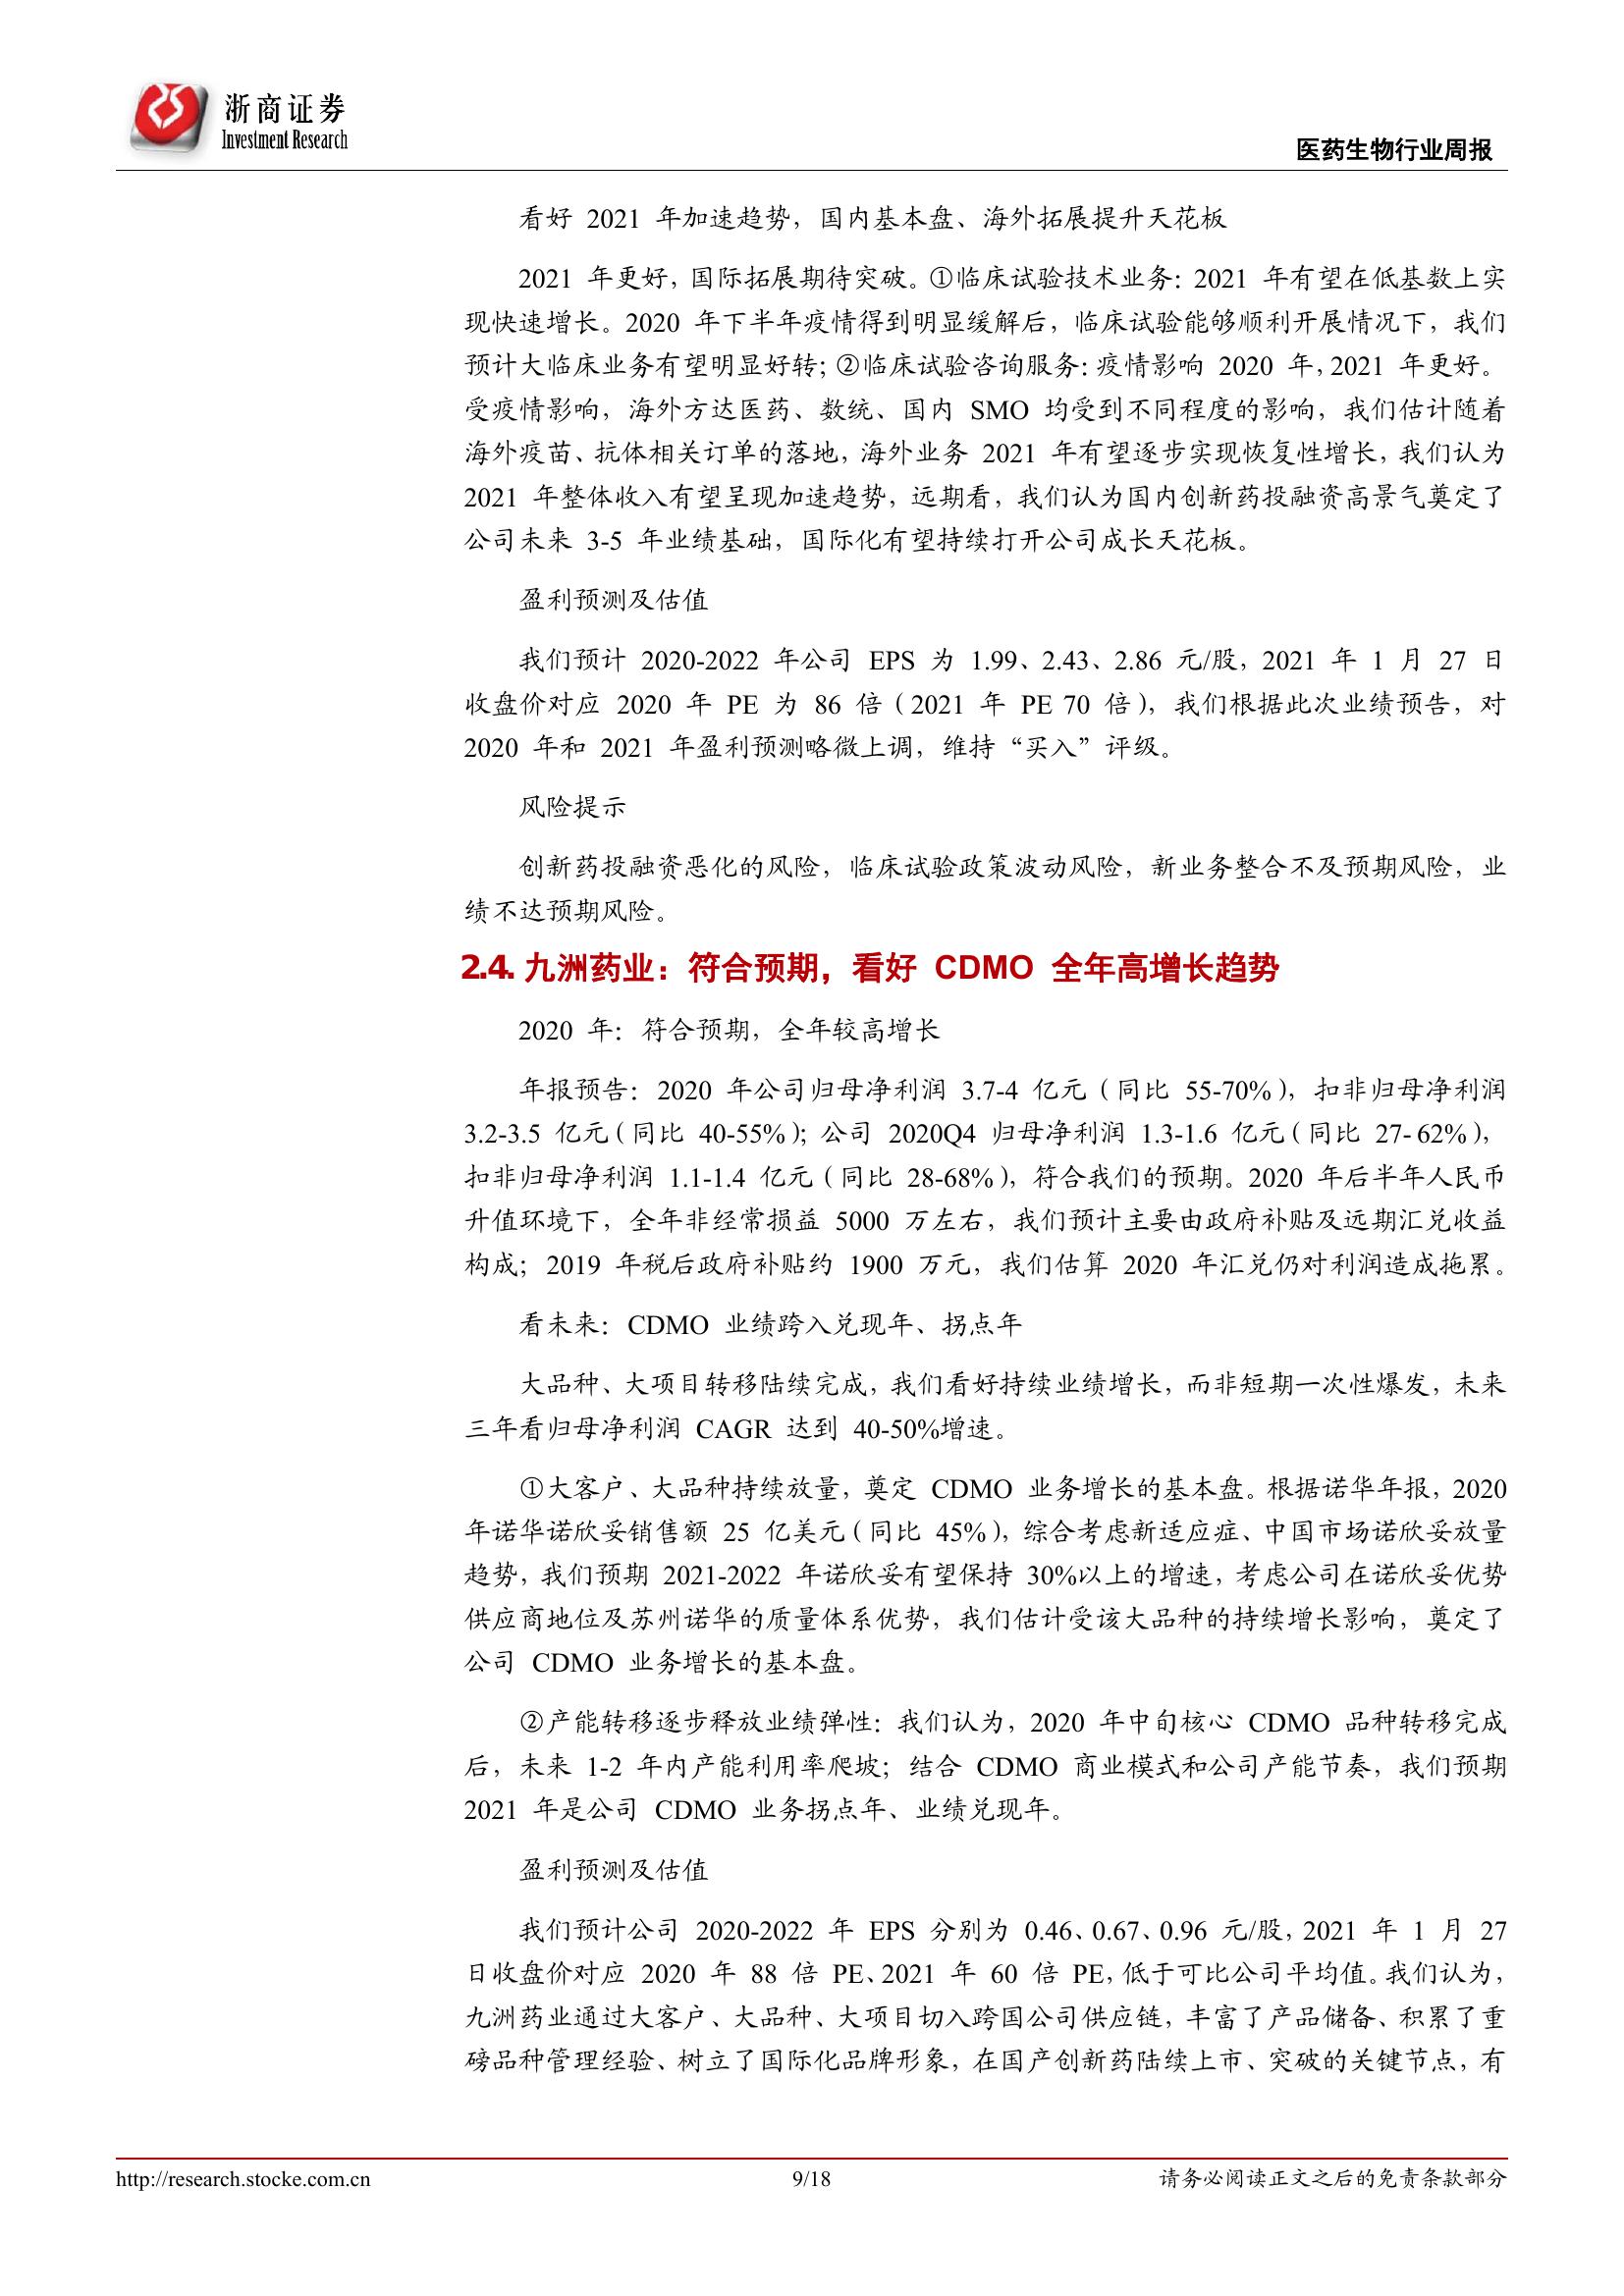 浙商证券
Investment Research
医药生物行业周报
看好 2021 年加速趋势，国内基本盘、海外拓展提升天花板
2021 年更好，国际拓展期待突破。①临床试验技术业务：2021 年有望在低基数上实
现快速增长。2020 年下半年疫情得到明显缓解后，临床试验能够顺利开展情况下，我们
预计大临床业务有望明显好转；②临床试验咨询服务：疫情影响 2020 年，2021 年更好。
受疫情影响，海外方达医药、数统、国内 SMO 均受到不同程度的影响，我们估计随着
海外疫苗、抗体相关订单的落地，海外业务 2021 年有望逐步实现恢复性增长，我们认为
2021 年整体收入有望呈现加速趋势，远期看，我们认为国内创新药投融资高景气奠定了
公司未来 3-5 年业绩基础，国际化有望持续打开公司成长天花板。
盈利预测及估值
我们预计 2020-2022 年公司 EPS 为 1.99、2.43、2.86 元/股，2021 年 1 月 27 日
收盘价对应 2020 年 PE 为 86 倍（2021 年 PE 70 倍），我们根据此次业绩预告，对
2020 年和 2021 年盈利预测略微上调，维持“买入”评级。
风险提示
创新药投融资恶化的风险，临床试验政策波动风险，新业务整合不及预期风险，业
绩不达预期风险。
2.4. 九洲药业：符合预期，看好 CDMO 全年高增长趋势
2020 年：符合预期，全年较高增长
年报预告：2020 年公司归母净利润 3.7-4 亿元（同比 55-70%），扣非归母净利润
3.2-3.5 亿元（同比 40-55%）；公司 2020Q4 归母净利润 1.3-1.6 亿元（同比 27- 62%），
扣非归母净利润 1.1-1.4 亿元（同比 28-68%），符合我们的预期。2020 年后半年人民币
升值环境下，全年非经常损益 5000 万左右，我们预计主要由政府补贴及远期汇兑收益
构成；2019 年税后政府补贴约 1900 万元，我们估算 2020 年汇兑仍对利润造成拖累。
看未来：CDMO 业绩跨入兑现年、拐点年
大品种、大项目转移陆续完成，我们看好持续业绩增长，而非短期一次性爆发，未来
三年看归母净利润 CAGR 达到 40-50%增速。
①大客户、大品种持续放量，奠定 CDMO 业务增长的基本盘。根据诺华年报，2020
年诺华诺欣妥销售额 25 亿美元（同比 45%），综合考虑新适应症、中国市场诺欣妥放量
趋势，我们预期 2021-2022 年诺欣妥有望保持 30%以上的增速，考虑公司在诺欣妥优势
供应商地位及苏州诺华的质量体系优势，我们估计受该大品种的持续增长影响，奠定了
公司 CDMO 业务增长的基本盘。
②产能转移逐步释放业绩弹性：我们认为，2020 年中旬核心 CDMO 品种转移完成
后，未来 1-2 年内产能利用率爬坡；结合 CDMO 商业模式和公司产能节奏，我们预期
2021 年是公司 CDMO 业务拐点年、业绩兑现年。
盈利预测及估值
我们预计公司 2020-2022 年 EPS 分别为 0.46、0.67、0.96 元/股，2021 年 1 月 27
日收盘价对应 2020 年 88 倍 PE、2021 年 60 倍 PE，低于可比公司平均值。我们认为，
九洲药业通过大客户、大品种、大项目切入跨国公司供应链，丰富了产品储备、积累了重
磅品种管理经验、树立了国际化品牌形象，在国产创新药陆续上市、突破的关键节点，有
http://research.stocke.com.cn
9/18
请务必阅读正文之后的免责条款部分